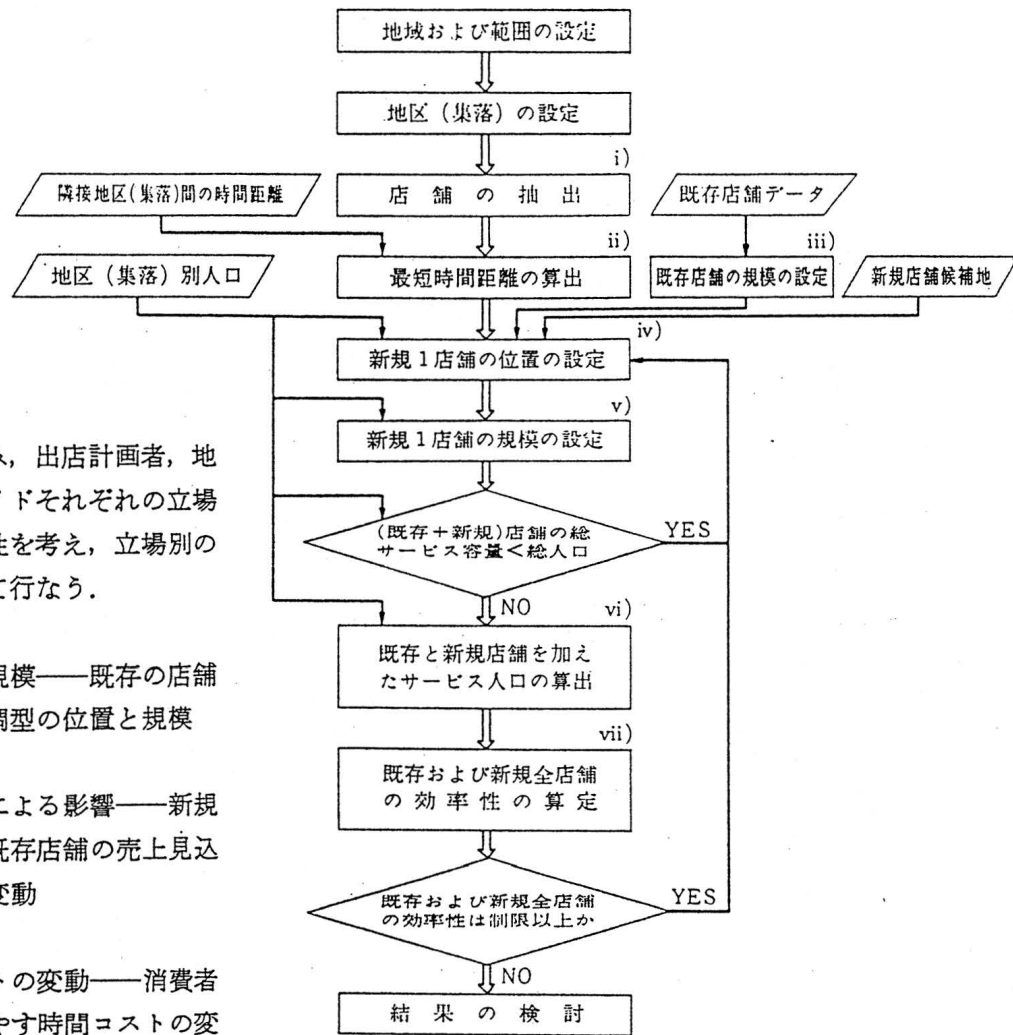 地域および範囲の設定
地区（集落）の設定
i)
店舗の抽出
隣接地区(集落)間の時間距離
既存店舗データ
ii)
最短時間距離の算出
iii)
既存店舗の規模の設定
地区（集落）別人口
新規店舗候補地
iv)
新規1店舗の位置の設定
v)
新規1店舗の規模の設定
(既存+新規)店舗の総
サービス容量<総人口
YES
NO
vi)
既存と新規店舗を加え
たサービス人口の算出
vii)
既存および新規全店舗
の効率性の算定
既存および新規全店舗
の効率性は制限以上か
YES
NO
結果の検討
，出店計画者，地
ドそれぞれの立場
を考え，立場別の
行なう．
規模――既存の店舗
型の位置と規模
による影響――新規
既存店舗の売上見込
変動
トの変動――消費者
やす時間コストの変